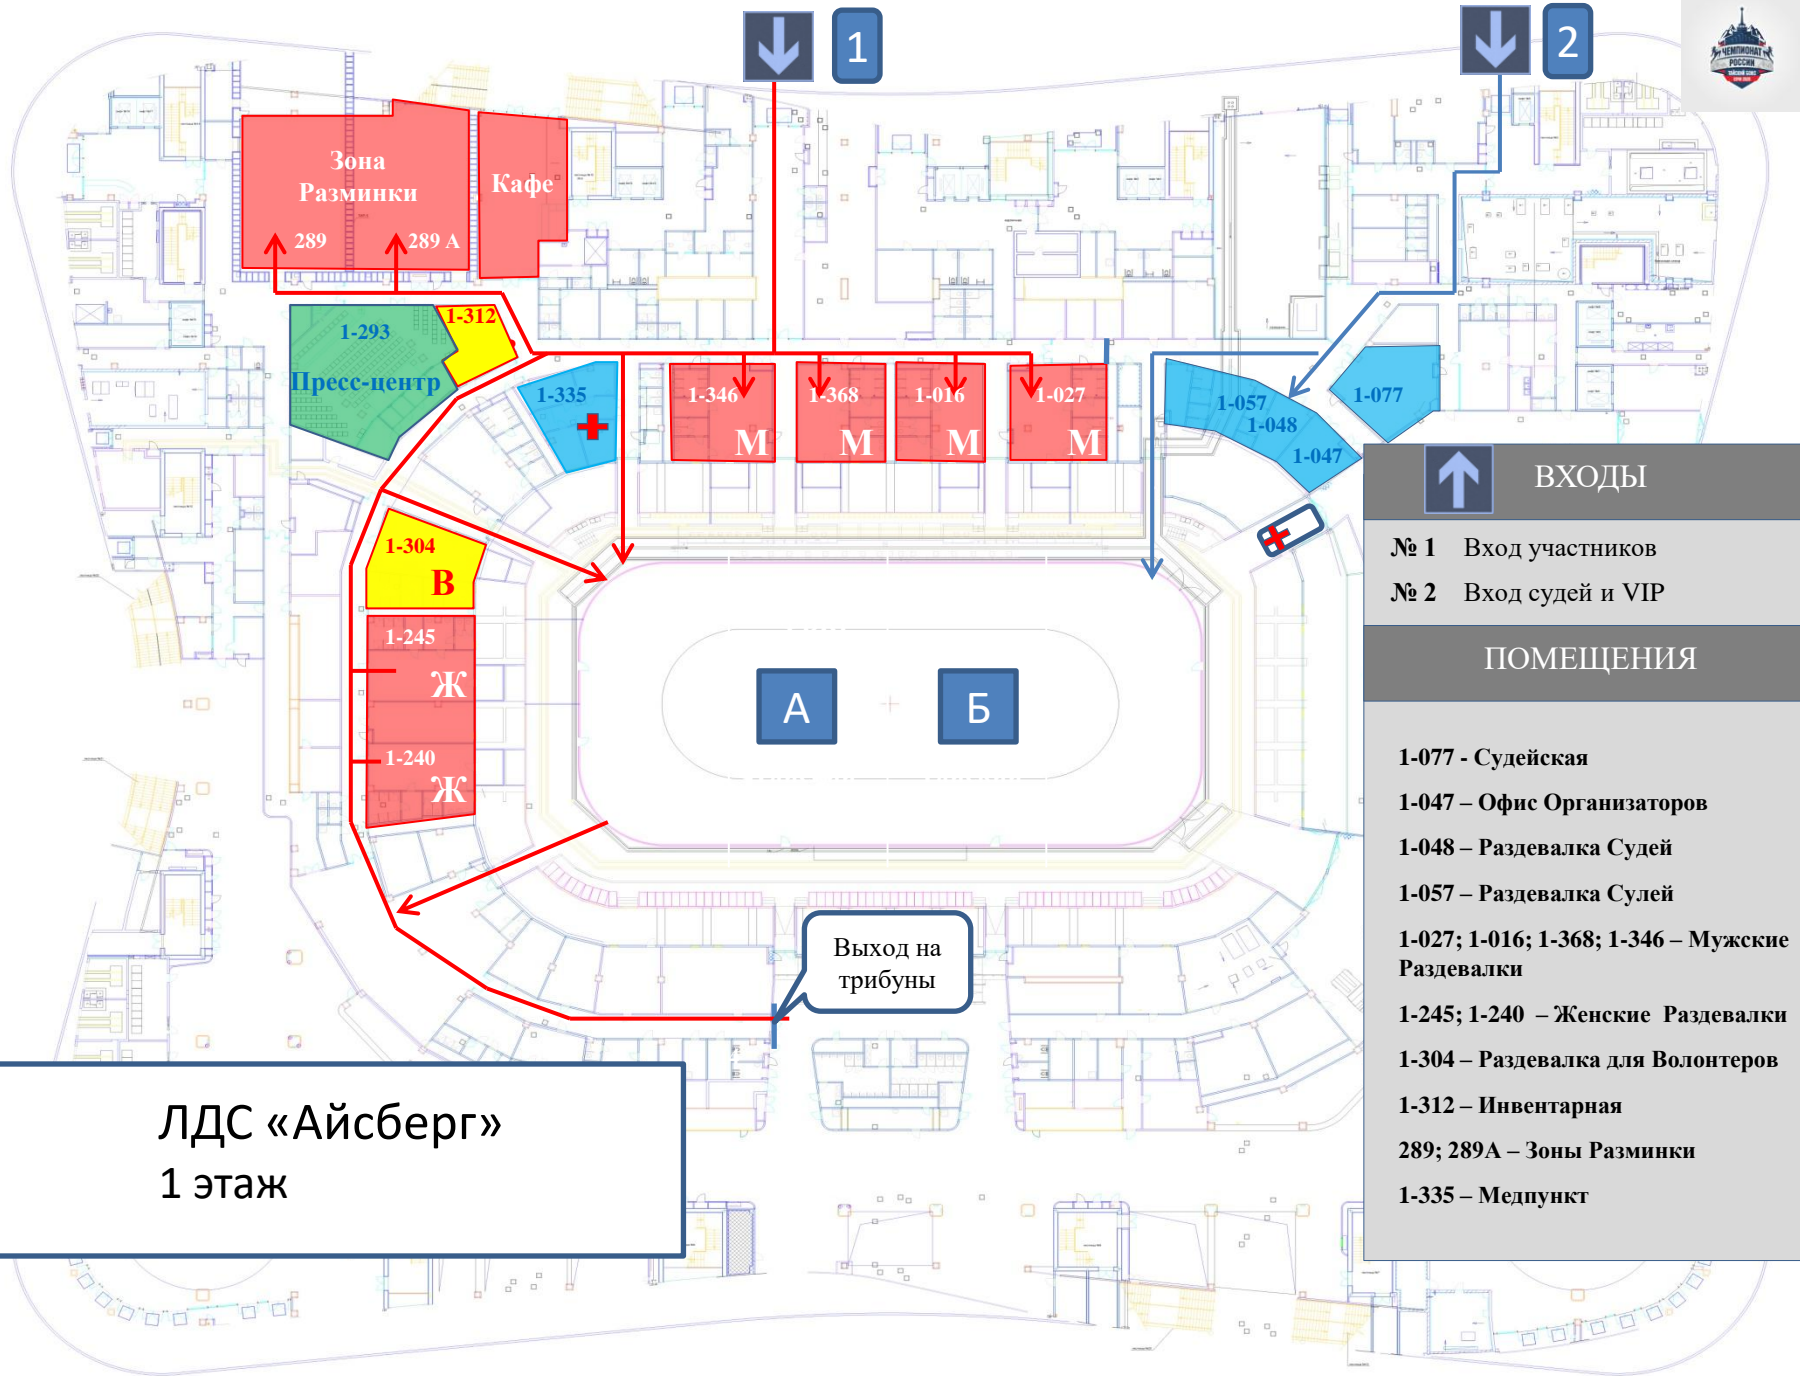 1
2
ЧЕМПИОНАТ
РОССИИ
ТАЙСКИЙ БОКС
Зона
Разминки
289
289 А
Кафе
1-293
Пресс-центр
1-312
1-335
1-346
М
1-368
М
1-016
М
1-027
М
1-057
1-048
1-047
1-077
1-304
В
1-245
Ж
1-240
Ж
А
Б
Выход на
трибуны
ЛДС «Айсберг»
1 этаж
ВХОДЫ
№ 1 Вход участников
№ 2 Вход судей и VIP
ПОМЕЩЕНИЯ
1-077 - Судейская
1-047 – Офис Организаторов
1-048 – Раздевалка Судей
1-057 – Раздевалка Сулей
1-027; 1-016; 1-368; 1-346 – Мужские
Раздевалки
1-245; 1-240 – Женские Раздевалки
1-304 – Раздевалка для Волонтеров
1-312 – Инвентарная
289; 289А – Зоны Разминки
1-335 – Медпункт